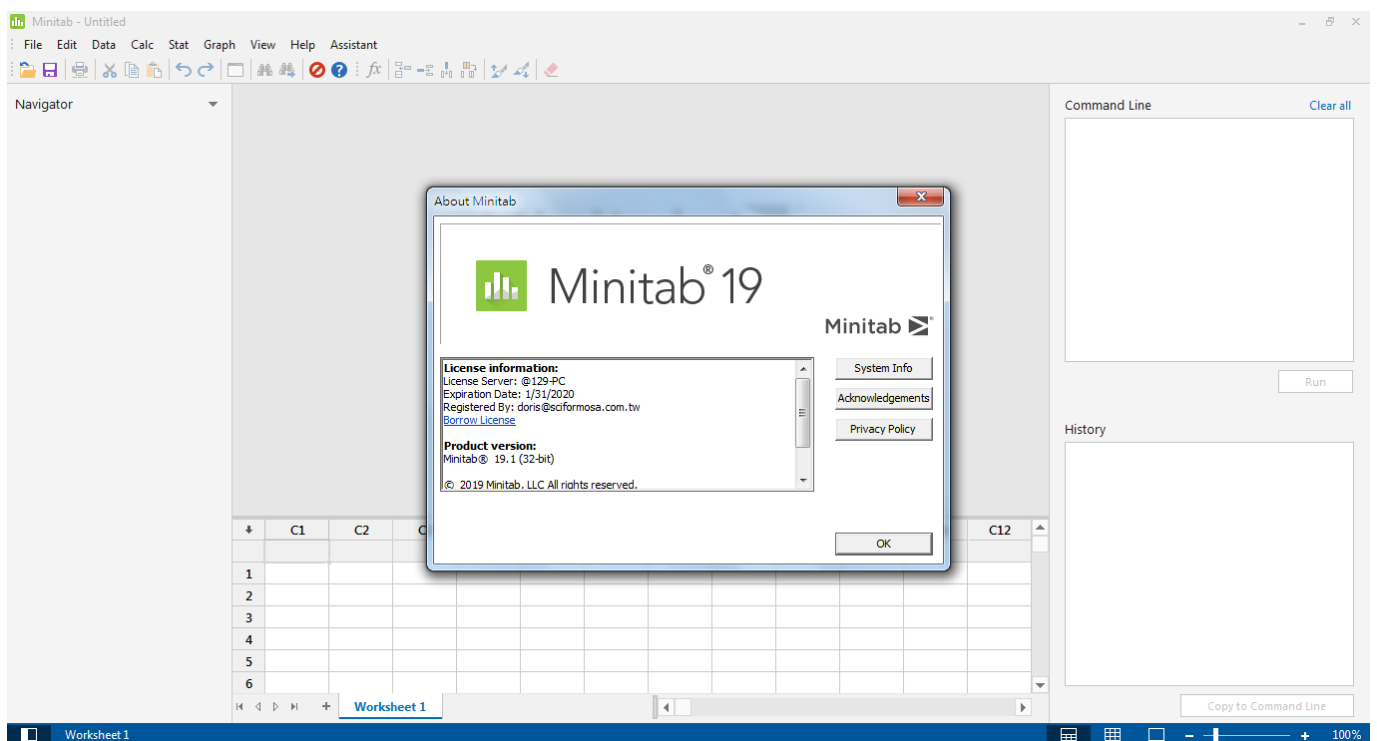 Minitab - Untitled
File Edit Data Calc Stat Graph View Help Assistant
fx
Navigator
Command Line Clear all
Run
History
Copy to Command Line
About Minitab
Minitab® 19
Minitab ®
License information:
License Server: @129-PC
Expiration Date: 1/31/2020
Registered By: doris@sciformosa.com.tw
Borrow License
Product version:
Minitab® 19.1 (32-bit)
© 2019 Minitab, LLC All rights reserved.
System Info
Acknowledgements
Privacy Policy
OK
C1 C2 C12
1
2
3
4
5
6
Worksheet 1
Worksheet 1 100%